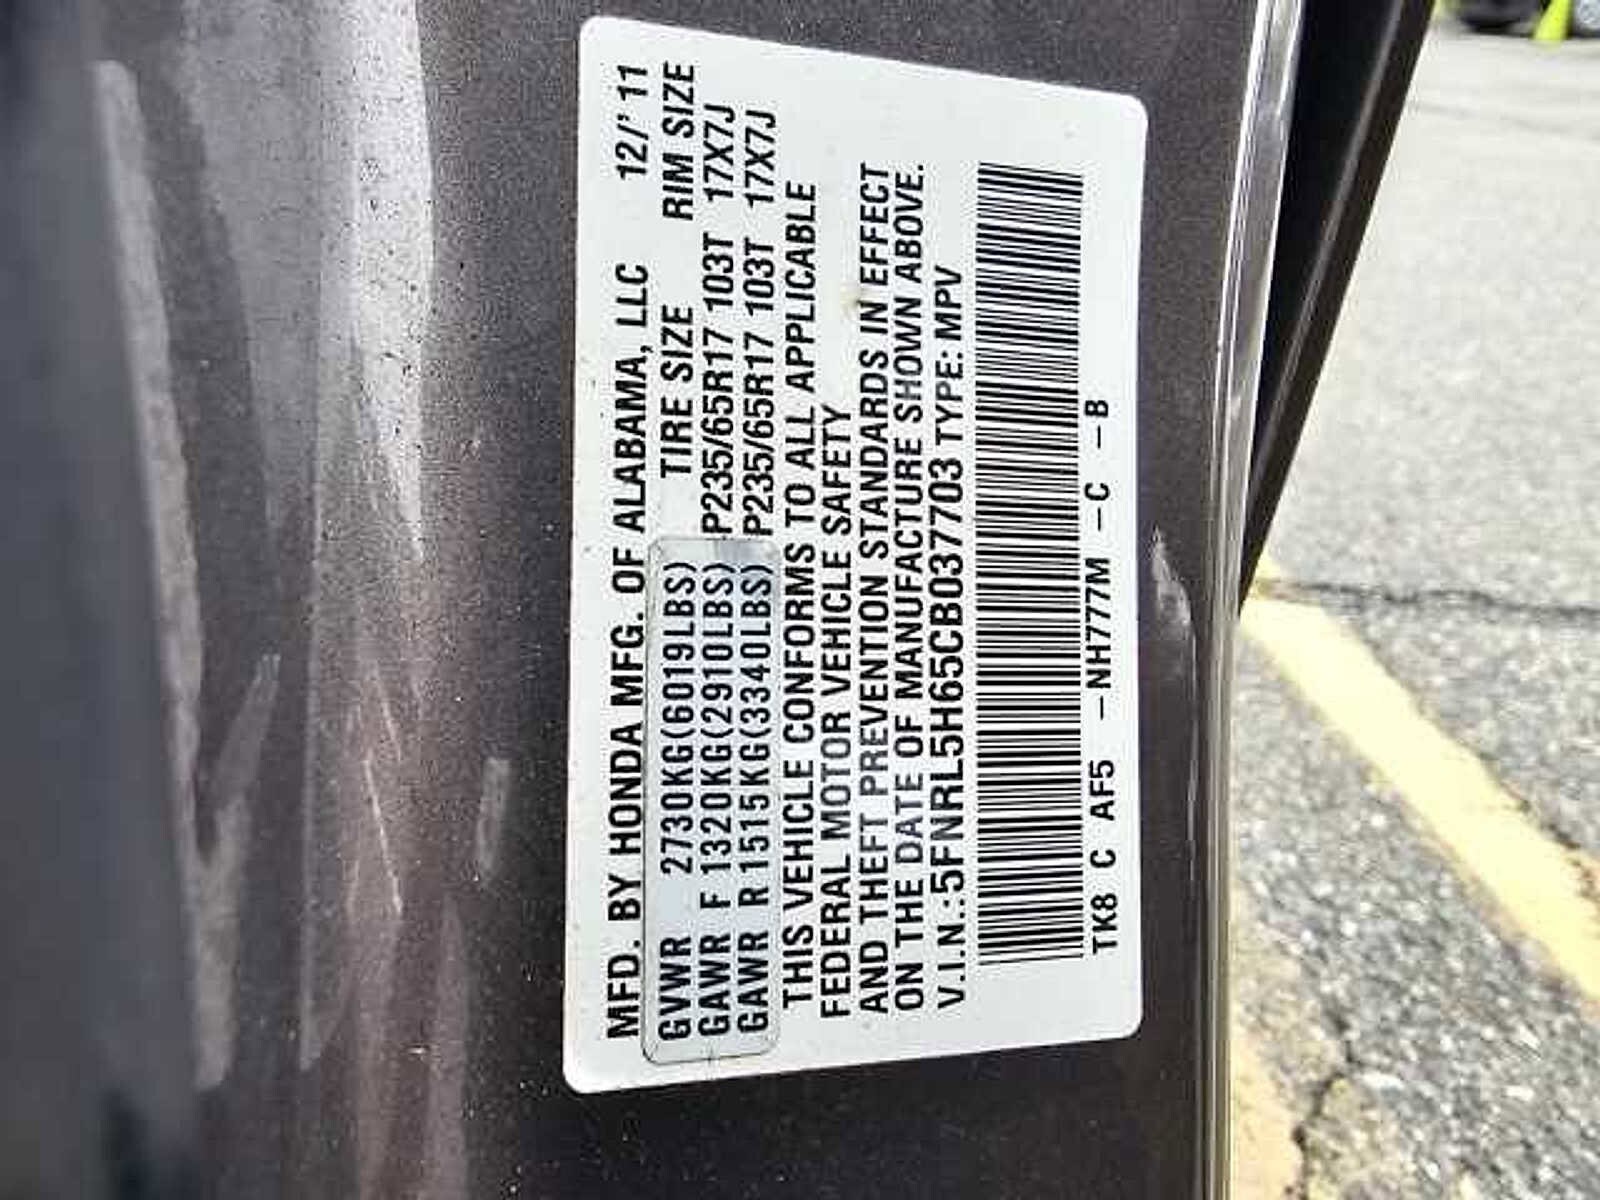 MFD. BY HONDA MFG. OF ALABAMA, LLC 12/'11
TIRE SIZE RIM SIZE
GVWR 2730KG(6019LBS)
GAWR F 1320KG(2910LBS) P235/65R17 103T 17X7J
GAWR R 1515KG(3340LBS) P235/65R17 103T 17X7J
THIS VEHICLE CONFORMS TO ALL APPLICABLE
FEDERAL MOTOR VEHICLE SAFETY
AND THEFT PREVENTION STANDARDS IN EFFECT
ON THE DATE OF MANUFACTURE SHOWN ABOVE.
V.I.N.:5FNRL5H65CB037703 TYPE: MPV
TK8 C AF5 –NH777M –C –B